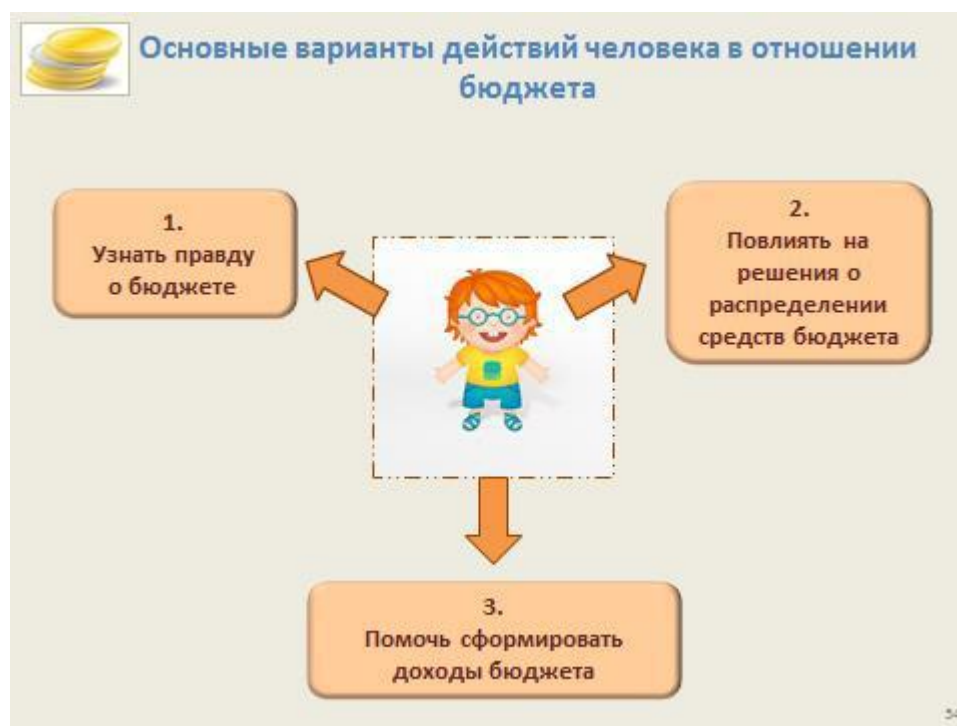 Основные варианты действий человека в отношении
бюджета
1.
Узнать правду
о бюджете
2.
Повлиять на
решения о
распределении
средств бюджета
3.
Помочь сформировать
доходы бюджета